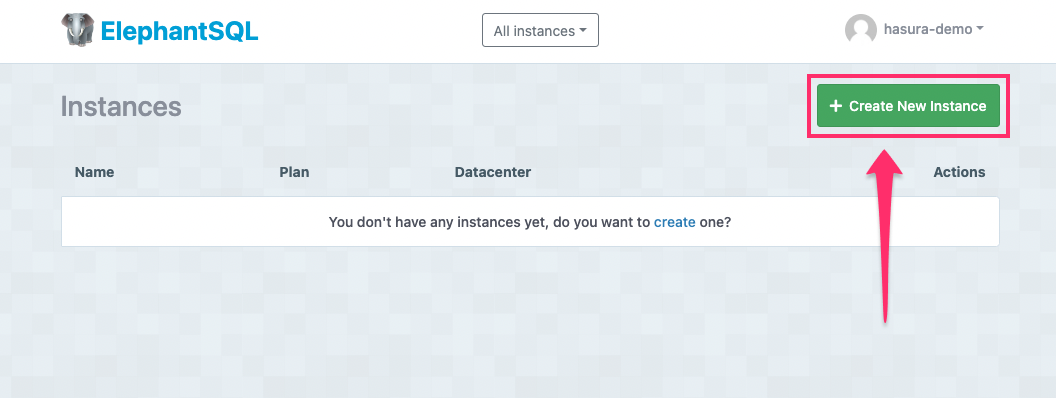 ElephantSQL
All instances
hasura-demo
Instances
+ Create New Instance
Name Plan Datacenter Actions
You don't have any instances yet, do you want to create one?